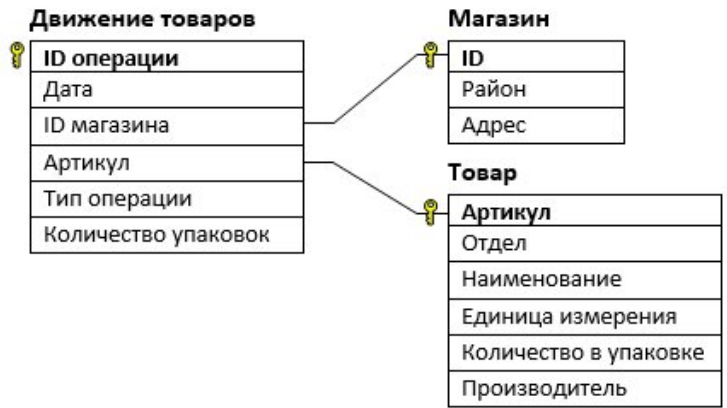 Движение товаров
ID операции
Дата
ID магазина
Артикул
Тип операции
Количество упаковок
Магазин
ID
Район
Адрес
Товар
Артикул
Отдел
Наименование
Единица измерения
Количество в упаковке
Производитель